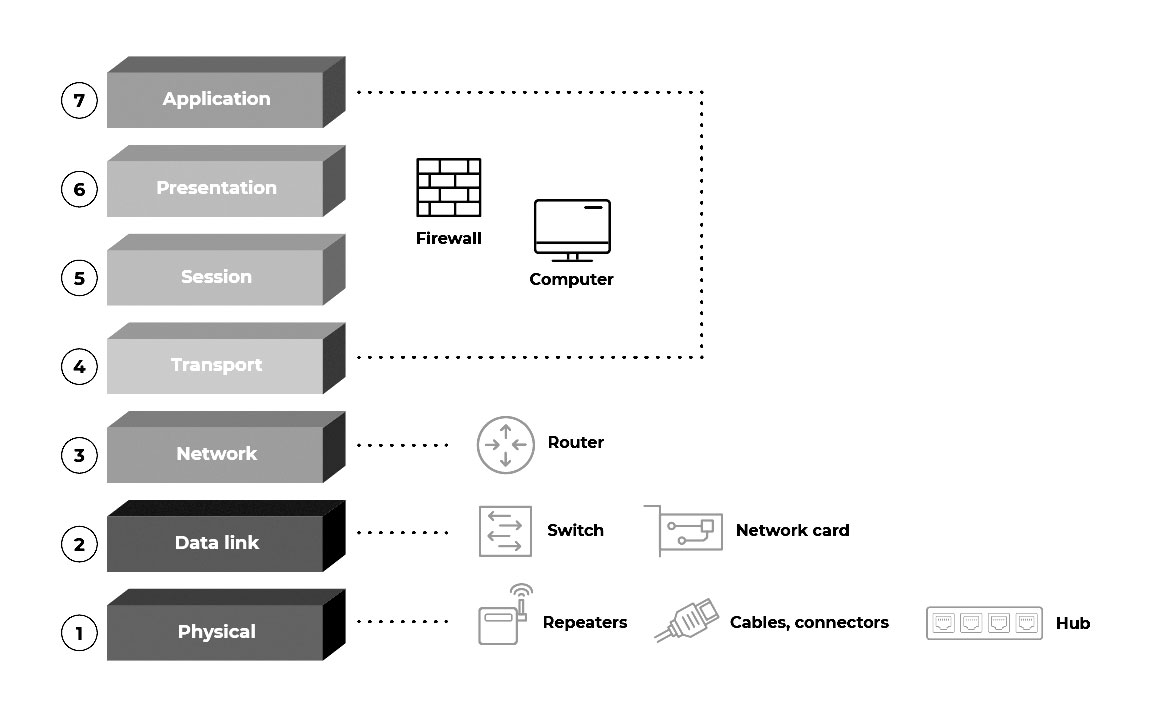 7
Application
6
Presentation
Firewall
5
Session
Computer
4
Transport
3
Network
Router
2
Data link
Switch
Network card
1
Physical
Repeaters
Cables, connectors
Hub